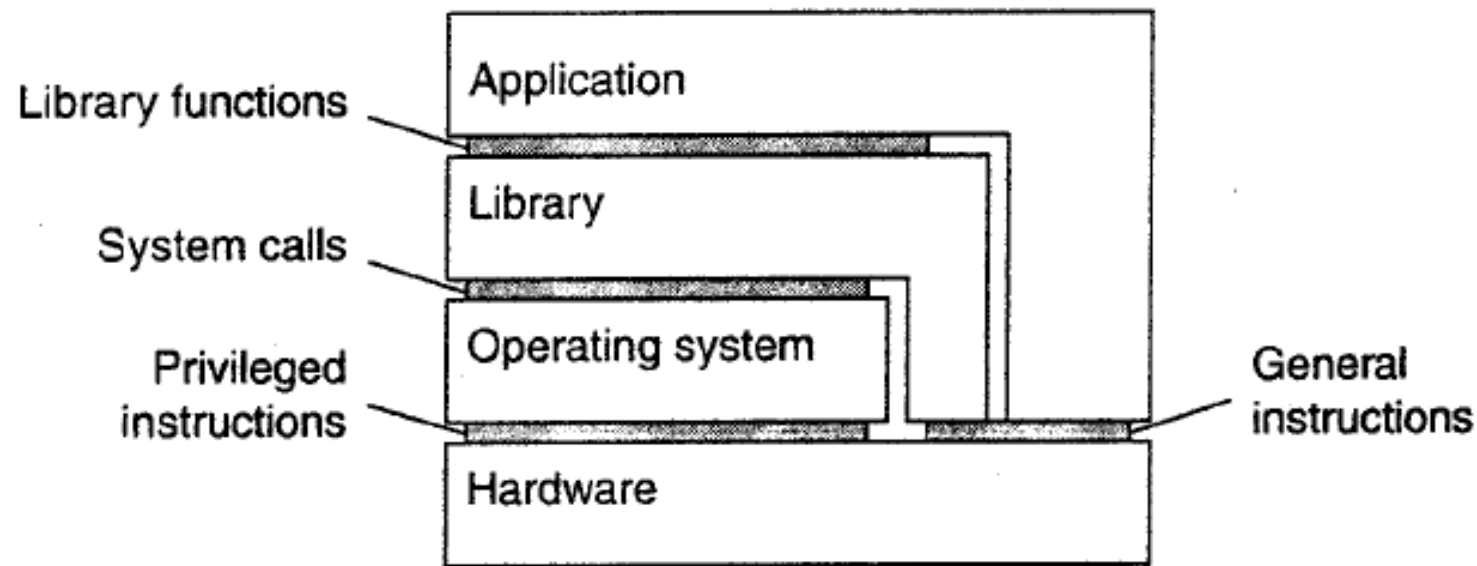 Application
Library functions
Library
System calls
Operating system
Privileged
instructions
General
instructions
Hardware